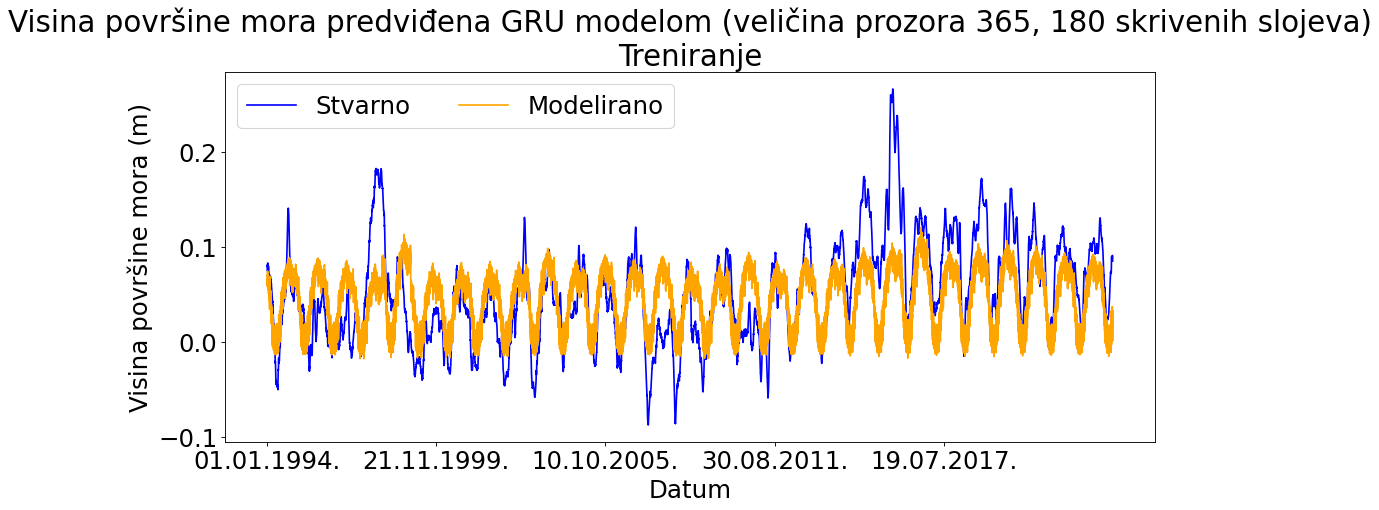 Visina površine mora predviđena GRU modelom (veličina prozora 365, 180 skrivenih slojeva)
Treniranje
Stvarno
Modelirano
Visina površine mora (m)
0.2
0.1
0.0
−0.1
01.01.1994.
21.11.1999.
10.10.2005.
30.08.2011.
19.07.2017.
Datum